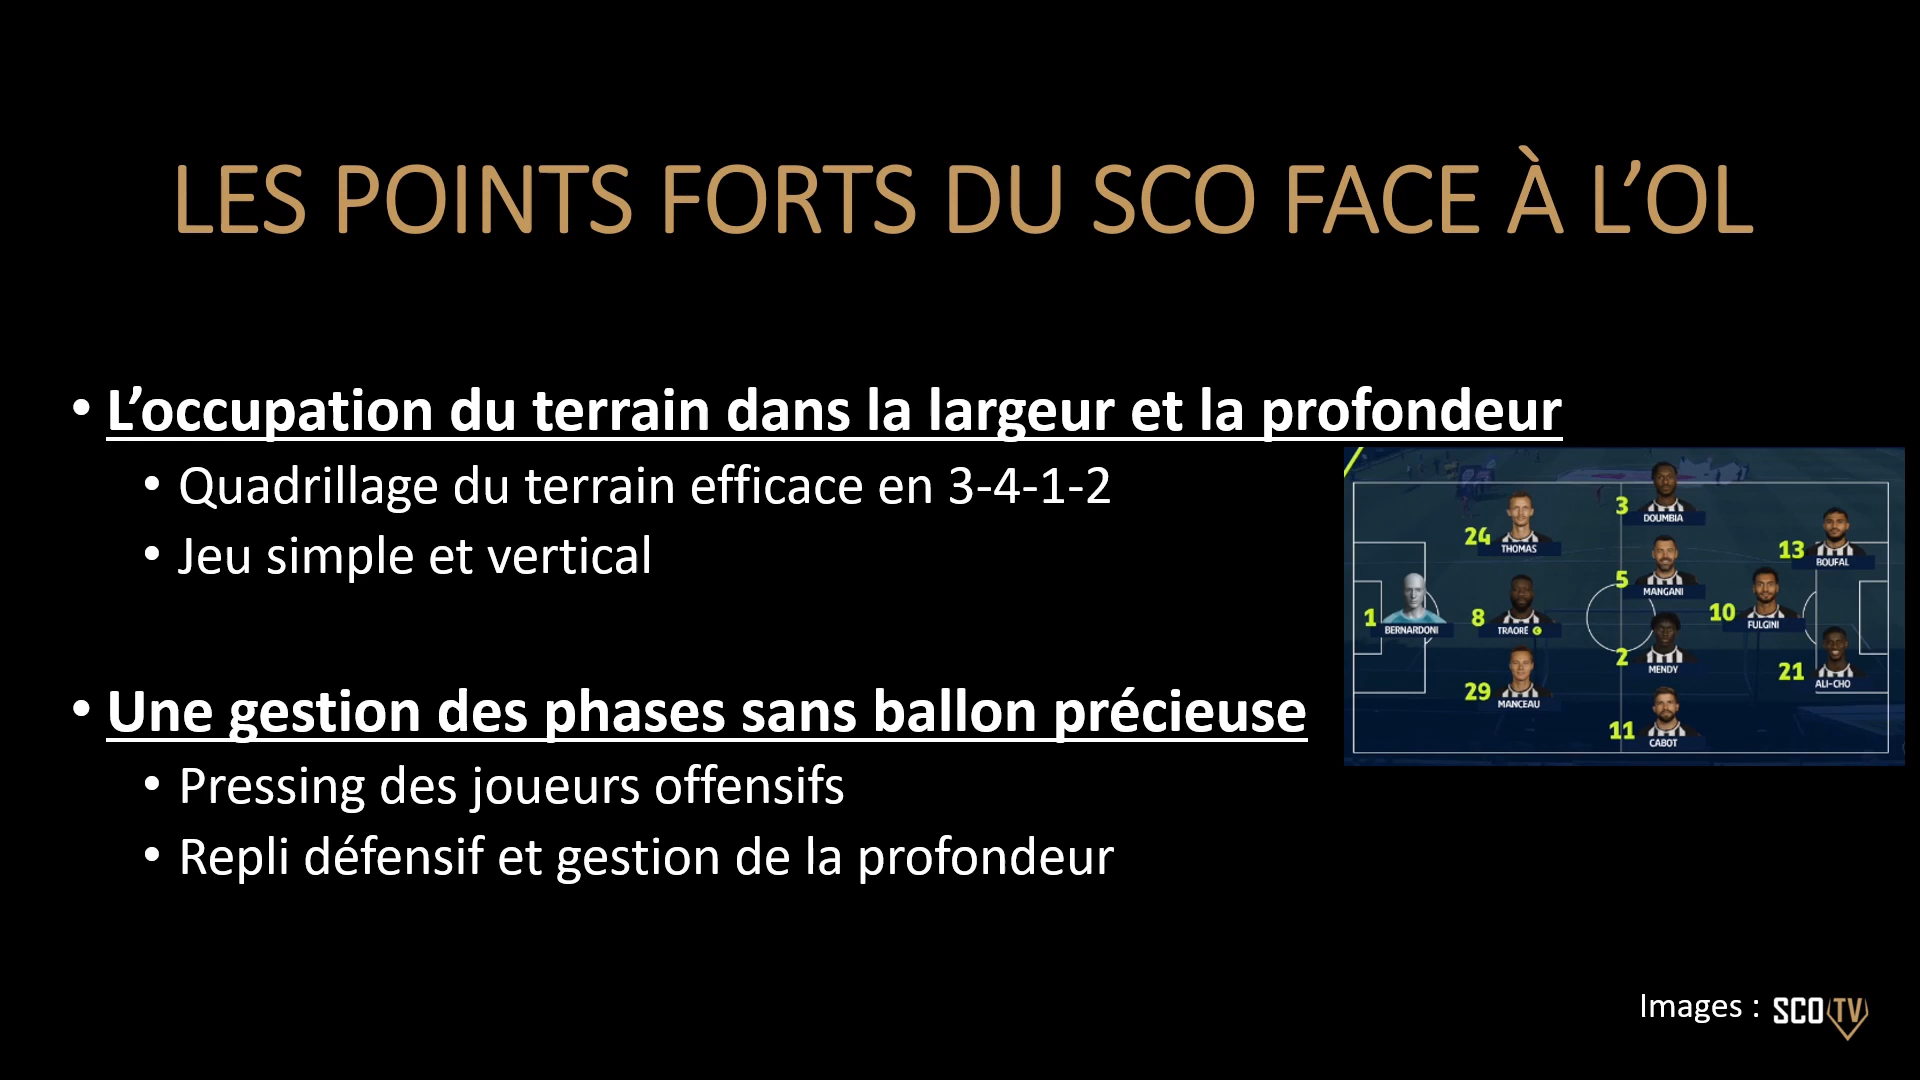 LES POINTS FORTS DU SCO FACE À L’OL
• L’occupation du terrain dans la largeur et la profondeur
• Quadrillage du terrain efficace en 3-4-1-2
• Jeu simple et vertical
• Une gestion des phases sans ballon précieuse
• Pressing des joueurs offensifs
• Repli défensif et gestion de la profondeur
3
DOUMBIA
24
THOMAS
13
BOUFAL
5
MANGANI
1
BERNARDONI
8
TRAORÉ C
10
FULGINI
2
MENDY
21
ALI-CHO
29
MANCEAU
11
CABOT
Images : SCO TV